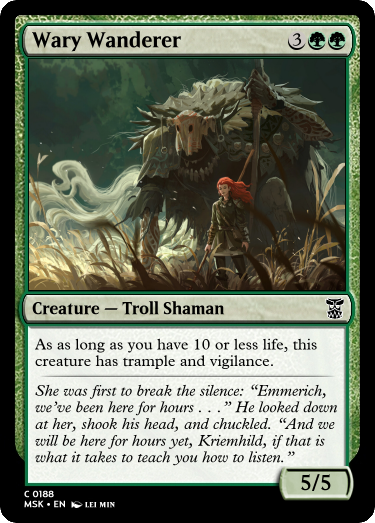 Wary Wanderer 3
Creature — Troll Shaman
As as long as you have 10 or less life, this
creature has trample and vigilance.
She was first to break the silence: “Emmerich,
we’ve been here for hours . . .” He looked down
at her, shook his head, and chuckled. “And we
will be here for hours yet, Kriemhild, if that is
what it takes to teach you how to listen.”
5/5
C 0188
MSK • EN LEI MIN